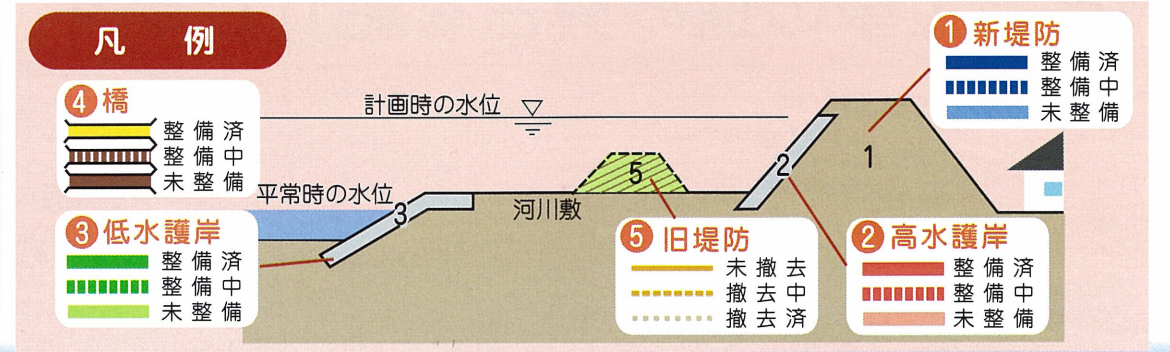 凡例
①新堤防
整備済
整備中
未整備
④橋
整備済
整備中
未整備
計画時の水位
平常時の水位
河川敷
1
2
3
5
③低水護岸
整備済
整備中
未整備
⑤旧堤防
未撤去
撤去中
撤去済
②高水護岸
整備済
整備中
未整備